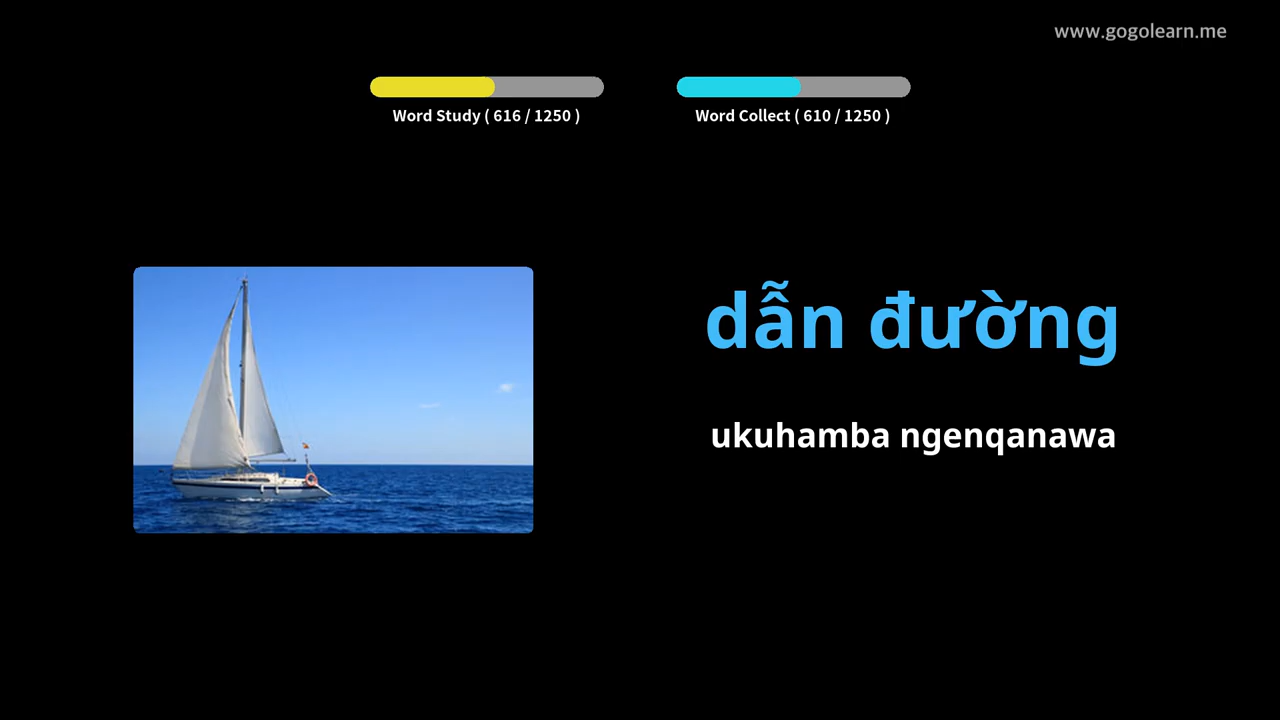 www.gogolearn.me
Word Study ( 616 / 1250 )
Word Collect ( 610 / 1250 )
dẫn đường
ukuhamba ngenqanawa